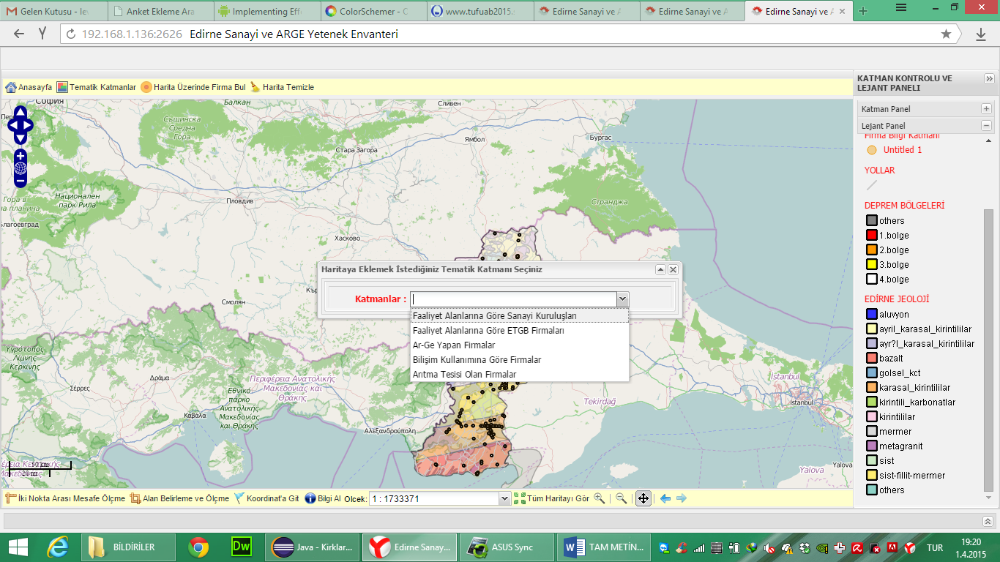 Gelen Kutusu - lev
Anket Ekleme Ara
Implementing Effe
ColorSchemer - C
www.tufuab2015.s
Edirne Sanayi ve A
Edirne Sanayi ve A
Edirne Sanayi ve A
192.168.1.136:2626 Edirne Sanayi ve ARGE Yetenek Envanteri
Anasayfa Tematik Katmanlar Harita Üzerinde Firma Bul Harita Temizle
KATMAN KONTROLU VE
LEJANT PANELI
Katman Panel
Lejant Panel
Firma Bilgi Katmanı
Untitled 1
YOLLAR
DEPREM BÖLGELERİ
others
1.bolge
2.bolge
3.bolge
4.bolge
EDİRNE JEOLOJİ
aluvyon
ayril_karasal_kirintililar
ayr?l_karasal_kirintililar
bazalt
golsel_kct
karasal_kirintililar
kirintili_karbonatlar
kirintililar
mermer
metagranit
sist
sist-fillit-mermer
others
София
Балкан
Сливен
Същинска
Средна
Гора
Ямбол
Бургас
Стара Загора
Национален
парк Рила
Гора в
на планина
Благоевград
Пловдив
Странджа
Хасково
Смолян
Кър
Haritaya Eklemek İstediğiniz Tematik Katmanı Seçiniz
Katmanlar :
Faaliyet Alanlarına Göre Sanayi Kuruluşları
Faaliyet Alanlarına Göre ETGB Firmaları
Ar-Ge Yapan Firmalar
Bilişim Kullanımına Göre Firmalar
Arıtma Tesisi Olan Firmalar
Υγρότοπος
Λίμνης
Κερκίνης
Σέρρες
Δράμα
Περιφέρεια Ανατολικής
Μακεδονίας και
Θράκης
Εθνικό
πάρκο
Ανατολικής
Μακεδονίας
και Θράκης
Καβάλα
Αλεξανδρούπολη
Tekirdağ
Istanbul
İstanbul
Yalova
Yalova
50 km
20 mi
İki Nokta Arası Mesafe Ölçme Alan Belirleme ve Ölçme Koordinat'a Git Bilgi Al Olcek: 1 : 1733371 Tüm Haritayı Gör
BİLDİRİLER
Dw
Java - Kirklar...
Edirne Sanay...
ASUS Sync
TAM METİN...
TUR
19:20
1.4.2015